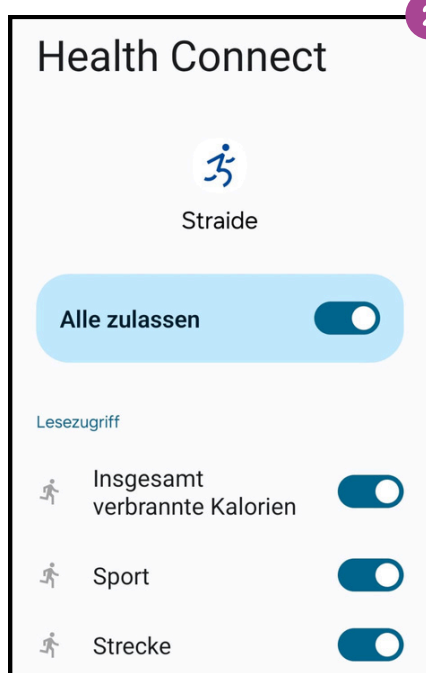 Health Connect
Straide
Alle zulassen
Lesezugriff
Insgesamt
verbrannte Kalorien
Sport
Strecke